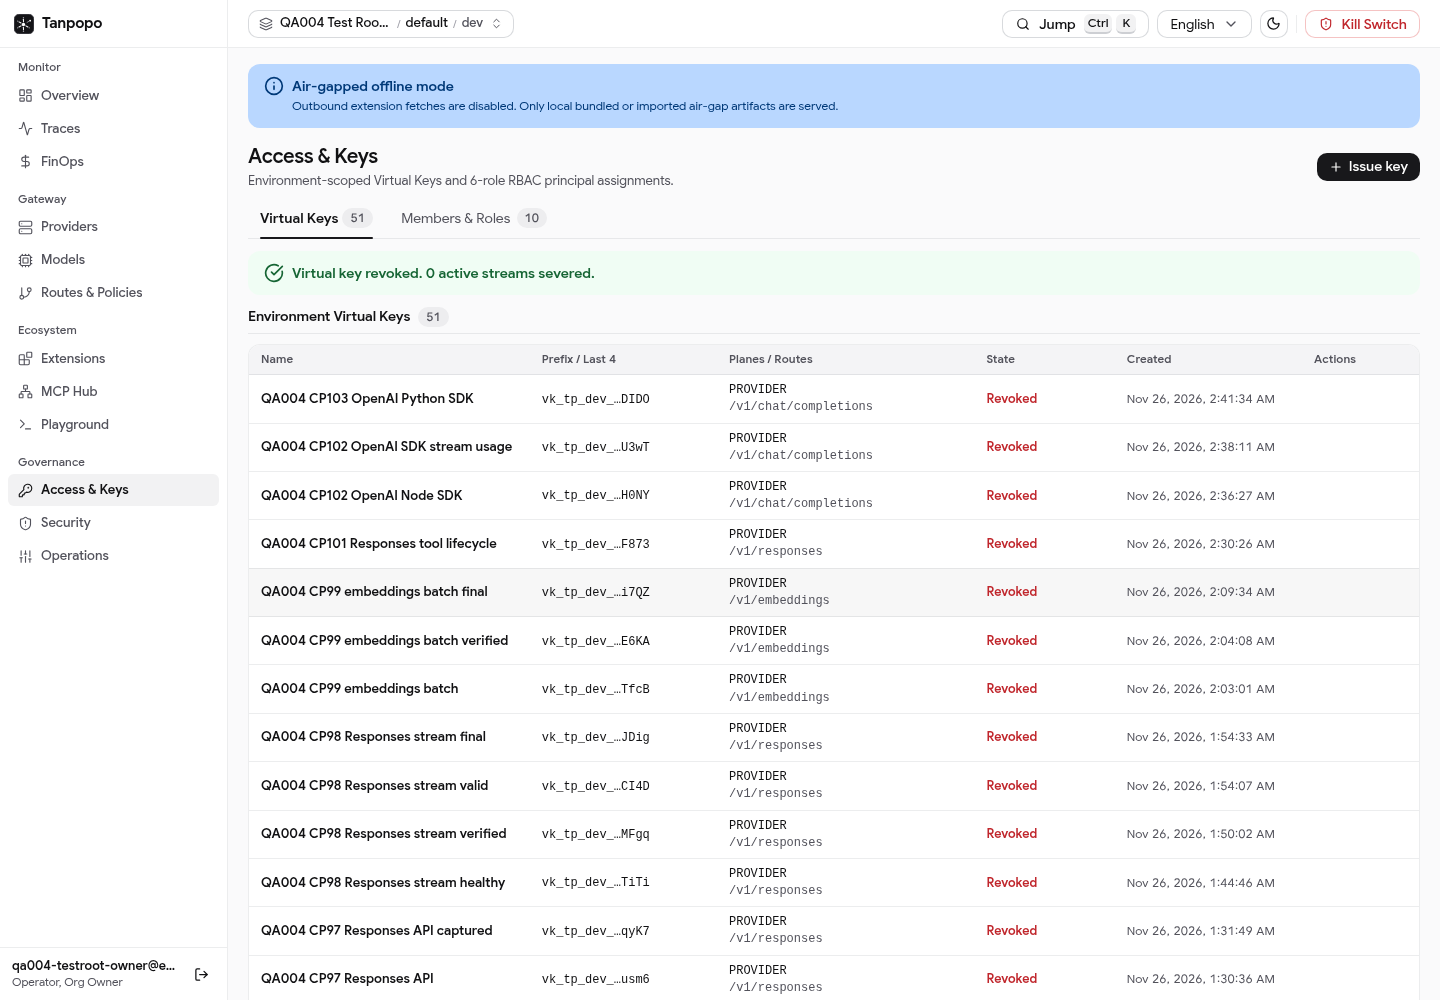 Tanpopo
QA004 Test Roo... / default / dev
Jump Ctrl K
English
Kill Switch
Monitor
Overview
Traces
FinOps
Gateway
Providers
Models
Routes & Policies
Ecosystem
Extensions
MCP Hub
Playground
Governance
Access & Keys
Security
Operations
qa004-testroot-owner@e...
Operator, Org Owner
Air-gapped offline mode
Outbound extension fetches are disabled. Only local bundled or imported air-gap artifacts are served.
Access & Keys
Environment-scoped Virtual Keys and 6-role RBAC principal assignments.
Issue key
Virtual Keys 51
Members & Roles 10
Virtual key revoked. 0 active streams severed.
Environment Virtual Keys 51
Name Prefix / Last 4 Planes / Routes State Created Actions
QA004 CP103 OpenAI Python SDK vk_tp_dev_…DIDO PROVIDER Revoked Nov 26, 2026, 2:41:34 AM
/v1/chat/completions
QA004 CP102 OpenAI SDK stream usage vk_tp_dev_…U3wT PROVIDER Revoked Nov 26, 2026, 2:38:11 AM
/v1/chat/completions
QA004 CP102 OpenAI Node SDK vk_tp_dev_…H0NY PROVIDER Revoked Nov 26, 2026, 2:36:27 AM
/v1/chat/completions
QA004 CP101 Responses tool lifecycle vk_tp_dev_…F873 PROVIDER Revoked Nov 26, 2026, 2:30:26 AM
/v1/responses
QA004 CP99 embeddings batch final vk_tp_dev_…i7QZ PROVIDER Revoked Nov 26, 2026, 2:09:34 AM
/v1/embeddings
QA004 CP99 embeddings batch verified vk_tp_dev_…E6KA PROVIDER Revoked Nov 26, 2026, 2:04:08 AM
/v1/embeddings
QA004 CP99 embeddings batch vk_tp_dev_…TfcB PROVIDER Revoked Nov 26, 2026, 2:03:01 AM
/v1/embeddings
QA004 CP98 Responses stream final vk_tp_dev_…JDig PROVIDER Revoked Nov 26, 2026, 1:54:33 AM
/v1/responses
QA004 CP98 Responses stream valid vk_tp_dev_…CI4D PROVIDER Revoked Nov 26, 2026, 1:54:07 AM
/v1/responses
QA004 CP98 Responses stream verified vk_tp_dev_…MFgq PROVIDER Revoked Nov 26, 2026, 1:50:02 AM
/v1/responses
QA004 CP98 Responses stream healthy vk_tp_dev_…TiTi PROVIDER Revoked Nov 26, 2026, 1:44:46 AM
/v1/responses
QA004 CP97 Responses API captured vk_tp_dev_…qyK7 PROVIDER Revoked Nov 26, 2026, 1:31:49 AM
/v1/responses
QA004 CP97 Responses API vk_tp_dev_…usm6 PROVIDER Revoked Nov 26, 2026, 1:30:36 AM
/v1/responses